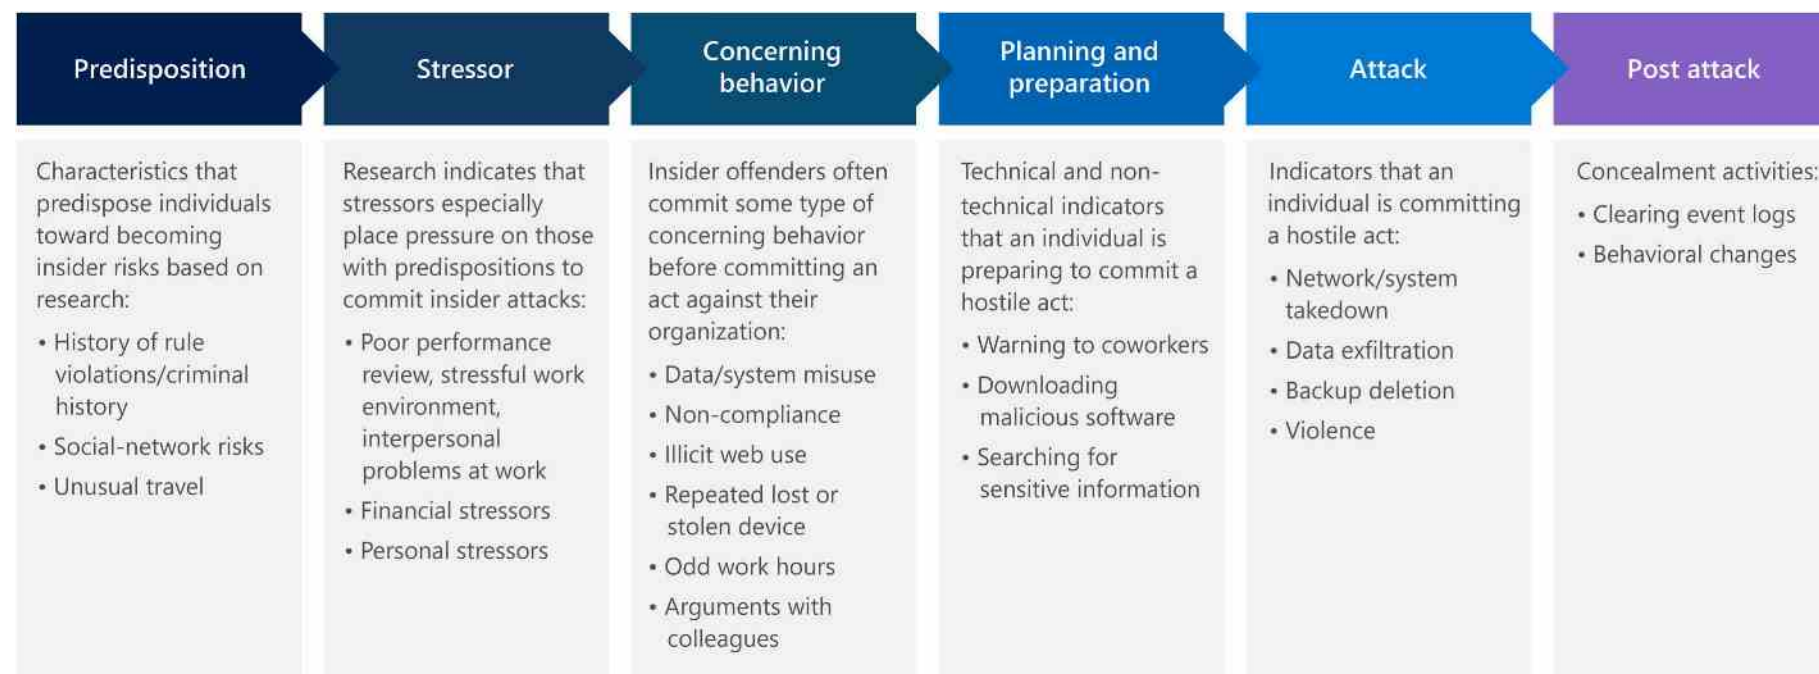 Predisposition
Characteristics that
predispose individuals
toward becoming
insider risks based on
research:
• History of rule
violations/criminal
history
• Social-network risks
• Unusual travel
Stressor
Research indicates that
stressors especially
place pressure on those
with predispositions to
commit insider attacks:
• Poor performance
review, stressful work
environment,
interpersonal
problems at work
• Financial stressors
• Personal stressors
Concerning
behavior
Insider offenders often
commit some type of
concerning behavior
before committing an
act against their
organization:
• Data/system misuse
• Non-compliance
• Illicit web use
• Repeated lost or
stolen device
• Odd work hours
• Arguments with
colleagues
Planning and
preparation
Technical and non-
technical indicators
that an individual is
preparing to commit a
hostile act:
• Warning to coworkers
• Downloading
malicious software
• Searching for
sensitive information
Attack
Indicators that an
individual is committing
a hostile act:
• Network/system
takedown
• Data exfiltration
• Backup deletion
• Violence
Post attack
Concealment activities:
• Clearing event logs
• Behavioral changes